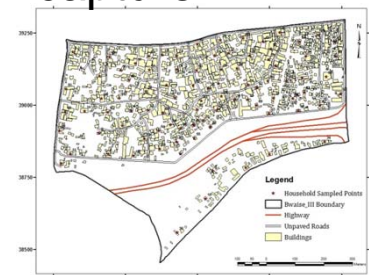 39250
N
39000
38750
38500
Legend
Household Sampled Points
Bwaise_III Boundary
Highway
Unpaved Roads
Buildings